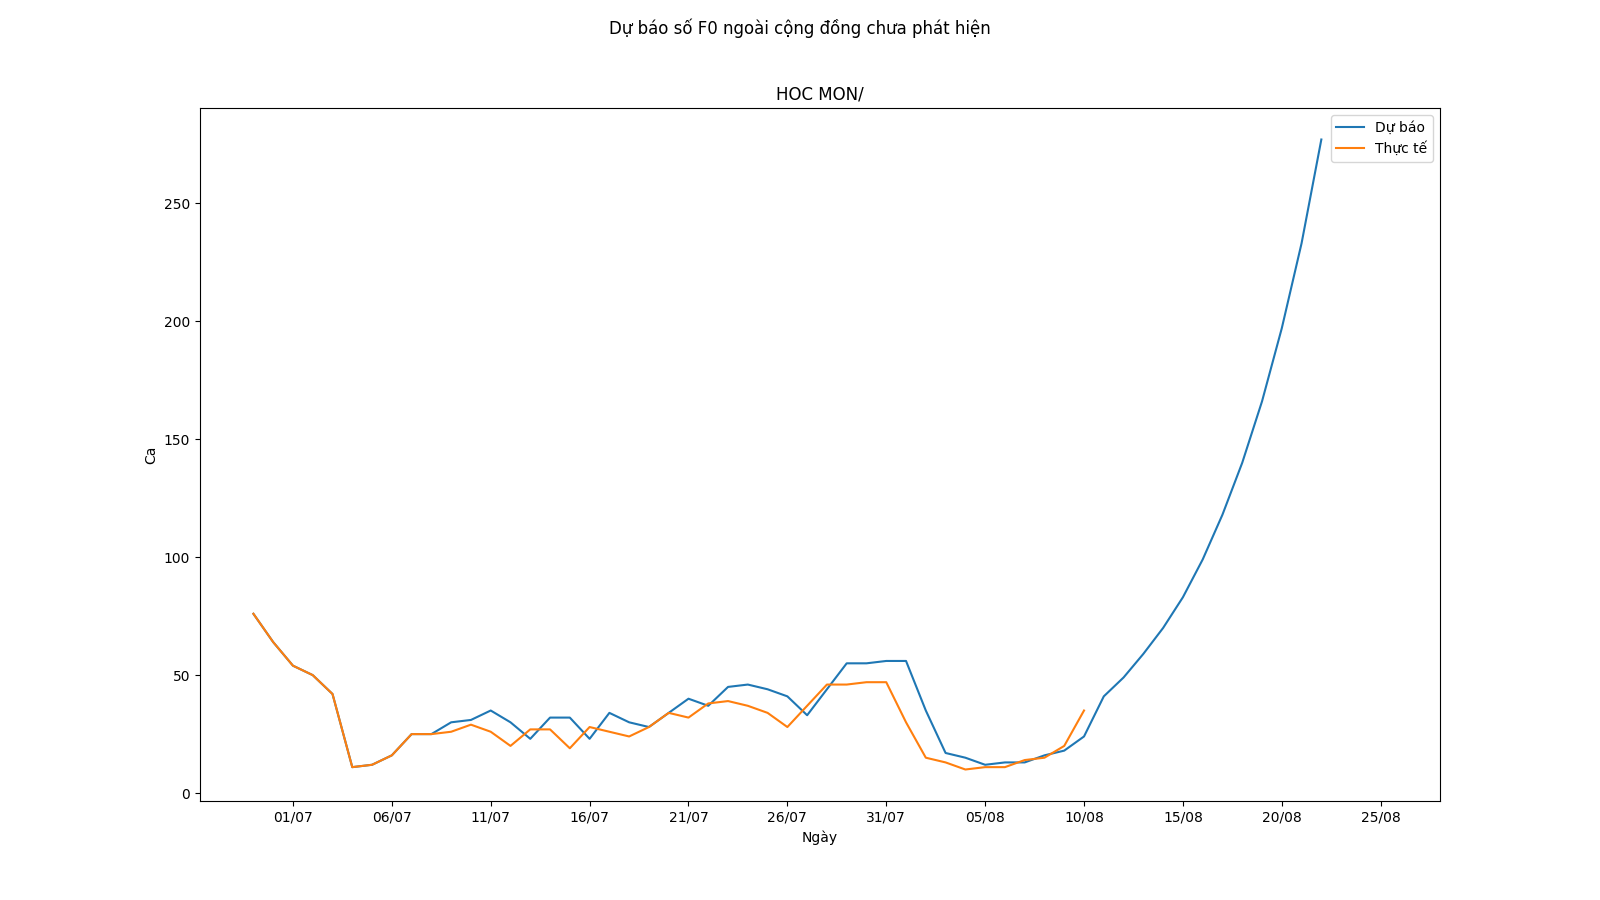 Dự báo số F0 ngoài cộng đồng chưa phát hiện
HOC MON/
Dự báo
Thực tế
250
200
150
100
50
0
Ca
01/07 06/07 11/07 16/07 21/07 26/07 31/07 05/08 10/08 15/08 20/08 25/08
Ngày